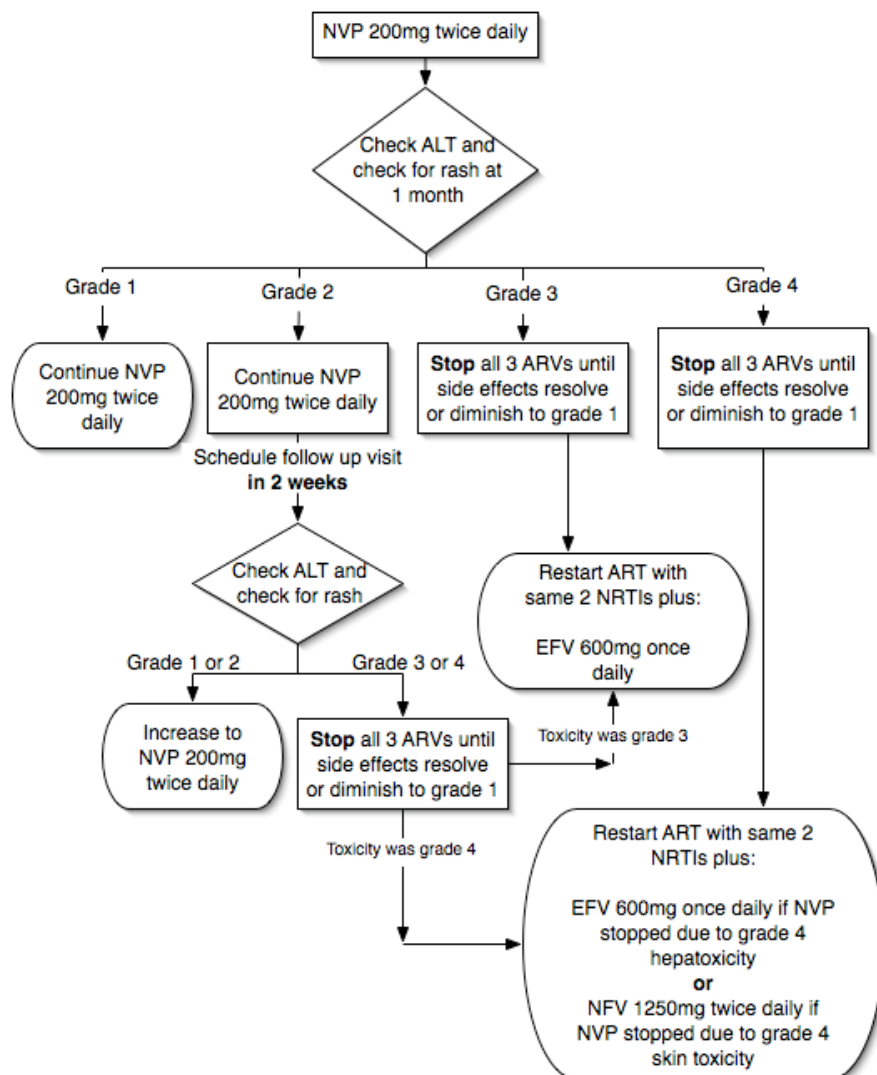 NVP 200mg twice daily
Check ALT and
check for rash at
1 month
Grade 1
Grade 2
Grade 3
Grade 4
Continue NVP
200mg twice
daily
Continue NVP
200mg twice daily
Stop all 3 ARVs until
side effects resolve
or diminish to grade 1
Stop all 3 ARVs until
side effects resolve
or diminish to grade 1
Schedule follow up visit
in 2 weeks
Check ALT and
check for rash
Restart ART with
same 2 NRTIs plus:
EFV 600mg once
daily
Grade 1 or 2
Grade 3 or 4
Increase to
NVP 200mg
twice daily
Stop all 3 ARVs until
side effects resolve
or diminish to grade 1
Toxicity was grade 3
Toxicity was grade 4
Restart ART with same 2
NRTIs plus:
EFV 600mg once daily if NVP
stopped due to grade 4
hepatoxicity
or
NFV 1250mg twice daily if
NVP stopped due to grade 4
skin toxicity